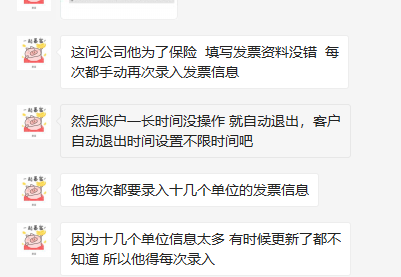 这间公司他为了保险  填写发票资料没错  每
次都手动再次录入发票信息
然后账户一长时间没操作 就自动退出，客户
自动退出时间设置不限时间吧
他每次都要录入十几个单位的发票信息
因为十几个单位信息太多 有时候更新了都不
知道 所以他得每次录入